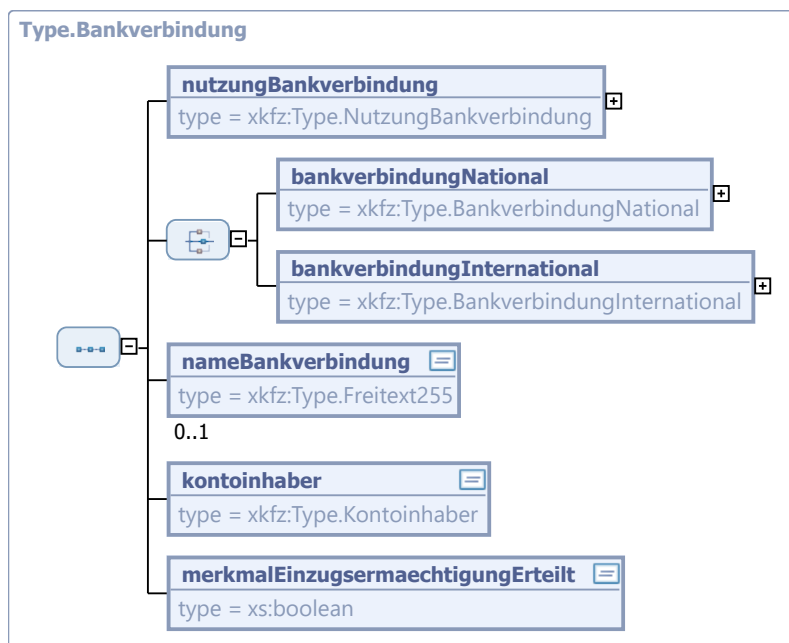 Type.Bankverbindung
nutzungBankverbindung
type = xkfz:Type.NutzungBankverbindung
bankverbindungNational
type = xkfz:Type.BankverbindungNational
bankverbindungInternational
type = xkfz:Type.BankverbindungInternational
nameBankverbindung
type = xkfz:Type.Freitext255
0..1
kontoinhaber
type = xkfz:Type.Kontoinhaber
merkmalEinzugsermaechtigungErteilt
type = xs:boolean